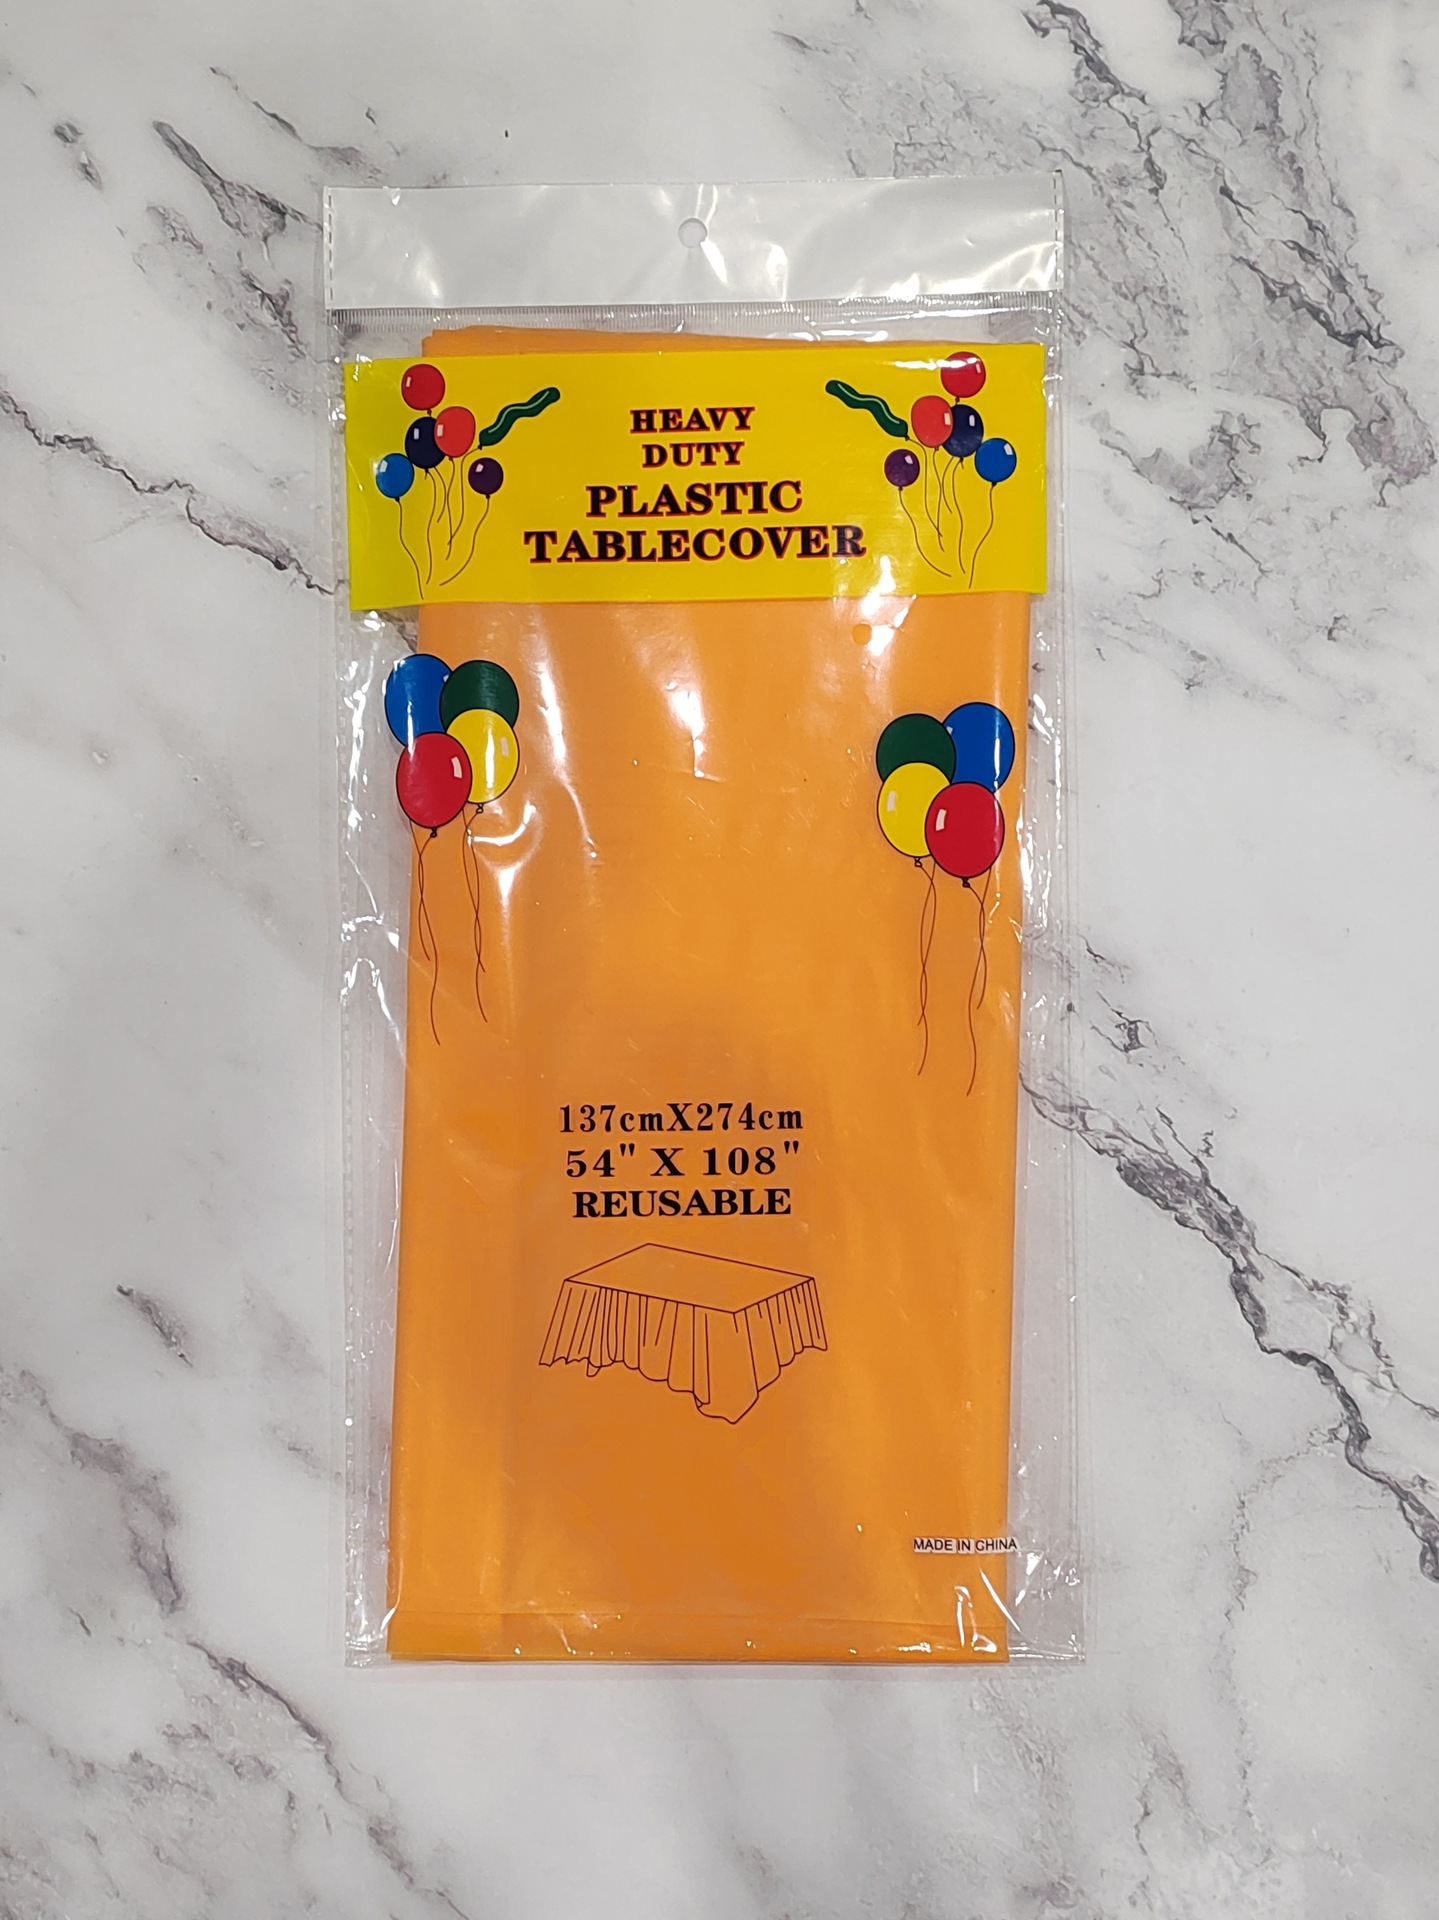 HEAVY
DUTY
PLASTIC
TABLECOVER
137cmX274cm
54" X 108"
REUSABLE
MADE IN CHINA